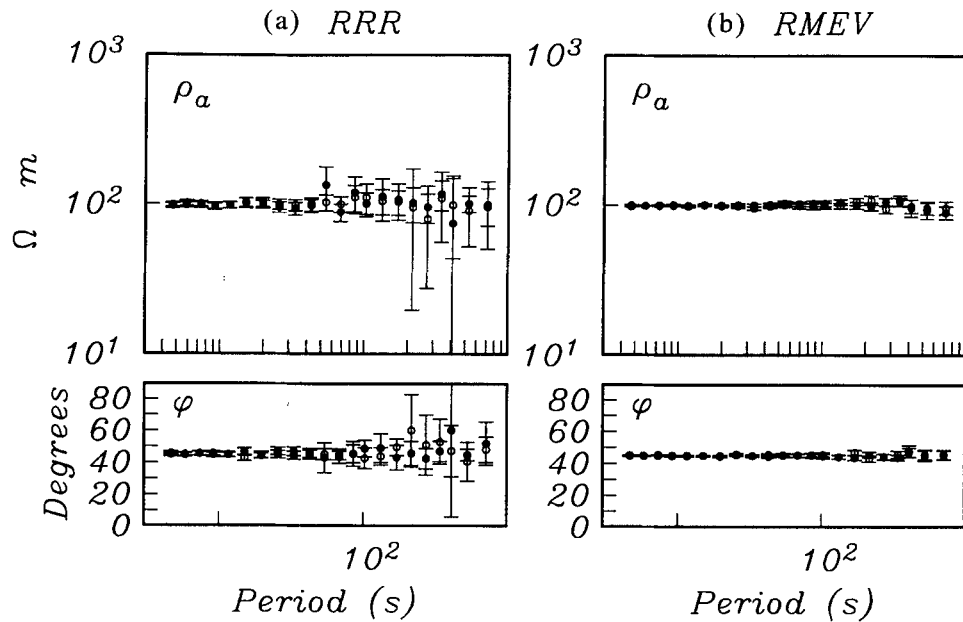 (a) RRR
(b) RMEV
10³
ρₐ
10²
10¹
Ω m
10³
ρₐ
10²
10¹
80
60
40
20
0
φ
Degrees
80
60
40
20
0
φ
10²
10²
Period (s)
Period (s)